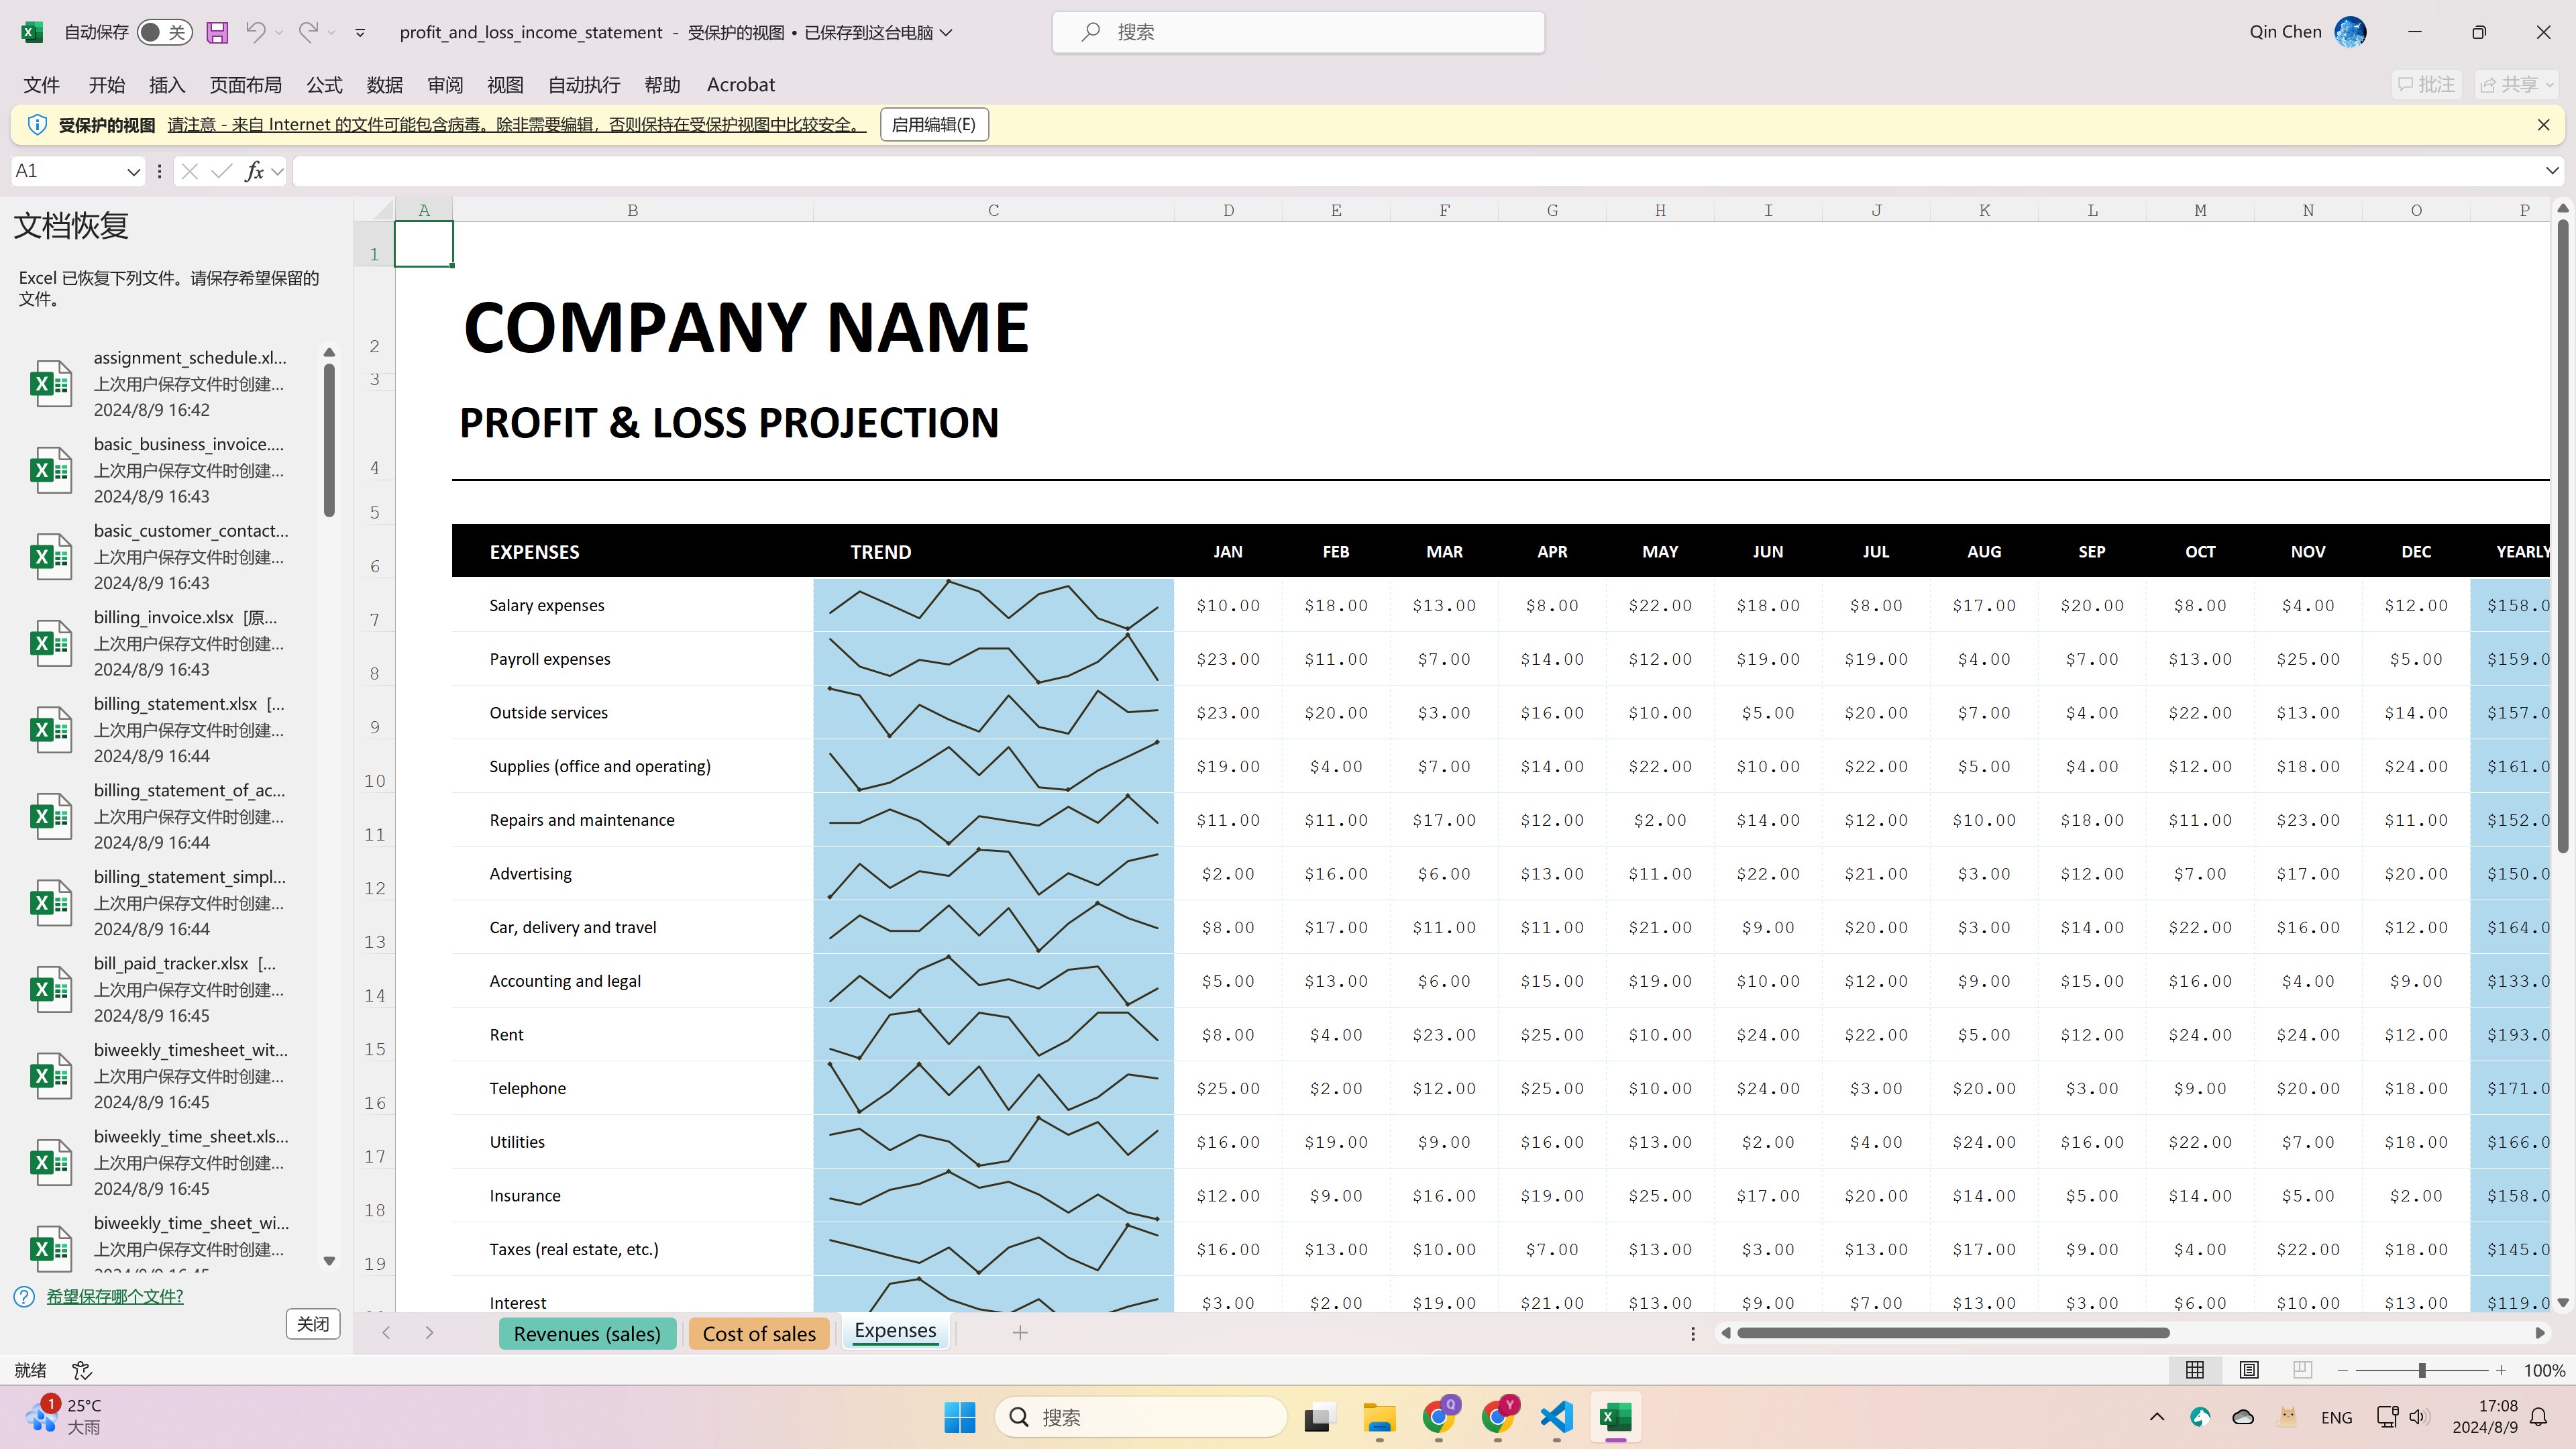 自动保存 关 profit_and_loss_income_statement - 受保护的视图 • 已保存到这台电脑 搜索 Qin Chen
文件 开始 插入 页面布局 公式 数据 审阅 视图 自动执行 帮助 Acrobat 批注 共享
受保护的视图 请注意 - 来自 Internet 的文件可能包含病毒。除非需要编辑，否则保持在受保护视图中比较安全。 启用编辑(E)
A1 fx
文档恢复
Excel 已恢复下列文件。请保存希望保留的
文件。
assignment_schedule.xl...
上次用户保存文件时创建...
2024/8/9 16:42
basic_business_invoice....
上次用户保存文件时创建...
2024/8/9 16:43
basic_customer_contact...
上次用户保存文件时创建...
2024/8/9 16:43
billing_invoice.xlsx [原...
上次用户保存文件时创建...
2024/8/9 16:43
billing_statement.xlsx [...
上次用户保存文件时创建...
2024/8/9 16:44
billing_statement_of_ac...
上次用户保存文件时创建...
2024/8/9 16:44
billing_statement_simpl...
上次用户保存文件时创建...
2024/8/9 16:44
bill_paid_tracker.xlsx [...
上次用户保存文件时创建...
2024/8/9 16:45
biweekly_timesheet_wit...
上次用户保存文件时创建...
2024/8/9 16:45
biweekly_time_sheet.xls...
上次用户保存文件时创建...
2024/8/9 16:45
biweekly_time_sheet_wi...
上次用户保存文件时创建...
2024/8/9 16:45
希望保存哪个文件?
关闭
A B C D E F G H I J K L M N O P
1
2 COMPANY NAME
3
4 PROFIT & LOSS PROJECTION
5
6 EXPENSES TREND JAN FEB MAR APR MAY JUN JUL AUG SEP OCT NOV DEC YEARLY
7 Salary expenses $10.00 $18.00 $13.00 $8.00 $22.00 $18.00 $8.00 $17.00 $20.00 $8.00 $4.00 $12.00 $158.0
8 Payroll expenses $23.00 $11.00 $7.00 $14.00 $12.00 $19.00 $19.00 $4.00 $7.00 $13.00 $25.00 $5.00 $159.0
9 Outside services $23.00 $20.00 $3.00 $16.00 $10.00 $5.00 $20.00 $7.00 $4.00 $22.00 $13.00 $14.00 $157.0
10 Supplies (office and operating) $19.00 $4.00 $7.00 $14.00 $22.00 $10.00 $22.00 $5.00 $4.00 $12.00 $18.00 $24.00 $161.0
11 Repairs and maintenance $11.00 $11.00 $17.00 $12.00 $2.00 $14.00 $12.00 $10.00 $18.00 $11.00 $23.00 $11.00 $152.0
12 Advertising $2.00 $16.00 $6.00 $13.00 $11.00 $22.00 $21.00 $3.00 $12.00 $7.00 $17.00 $20.00 $150.0
13 Car, delivery and travel $8.00 $17.00 $11.00 $11.00 $21.00 $9.00 $20.00 $3.00 $14.00 $22.00 $16.00 $12.00 $164.0
14 Accounting and legal $5.00 $13.00 $6.00 $15.00 $19.00 $10.00 $12.00 $9.00 $15.00 $16.00 $4.00 $9.00 $133.0
15 Rent $8.00 $4.00 $23.00 $25.00 $10.00 $24.00 $22.00 $5.00 $12.00 $24.00 $24.00 $12.00 $193.0
16 Telephone $25.00 $2.00 $12.00 $25.00 $10.00 $24.00 $3.00 $20.00 $3.00 $9.00 $20.00 $18.00 $171.0
17 Utilities $16.00 $19.00 $9.00 $16.00 $13.00 $2.00 $4.00 $24.00 $16.00 $22.00 $7.00 $18.00 $166.0
18 Insurance $12.00 $9.00 $16.00 $19.00 $25.00 $17.00 $20.00 $14.00 $5.00 $14.00 $5.00 $2.00 $158.0
19 Taxes (real estate, etc.) $16.00 $13.00 $10.00 $7.00 $13.00 $3.00 $13.00 $17.00 $9.00 $4.00 $22.00 $18.00 $145.0
Interest $3.00 $2.00 $19.00 $21.00 $13.00 $9.00 $7.00 $13.00 $3.00 $6.00 $10.00 $13.00 $119.0
Revenues (sales) Cost of sales Expenses
就绪 100%
1 25°C
大雨
搜索
Q Y
ENG
17:08
2024/8/9